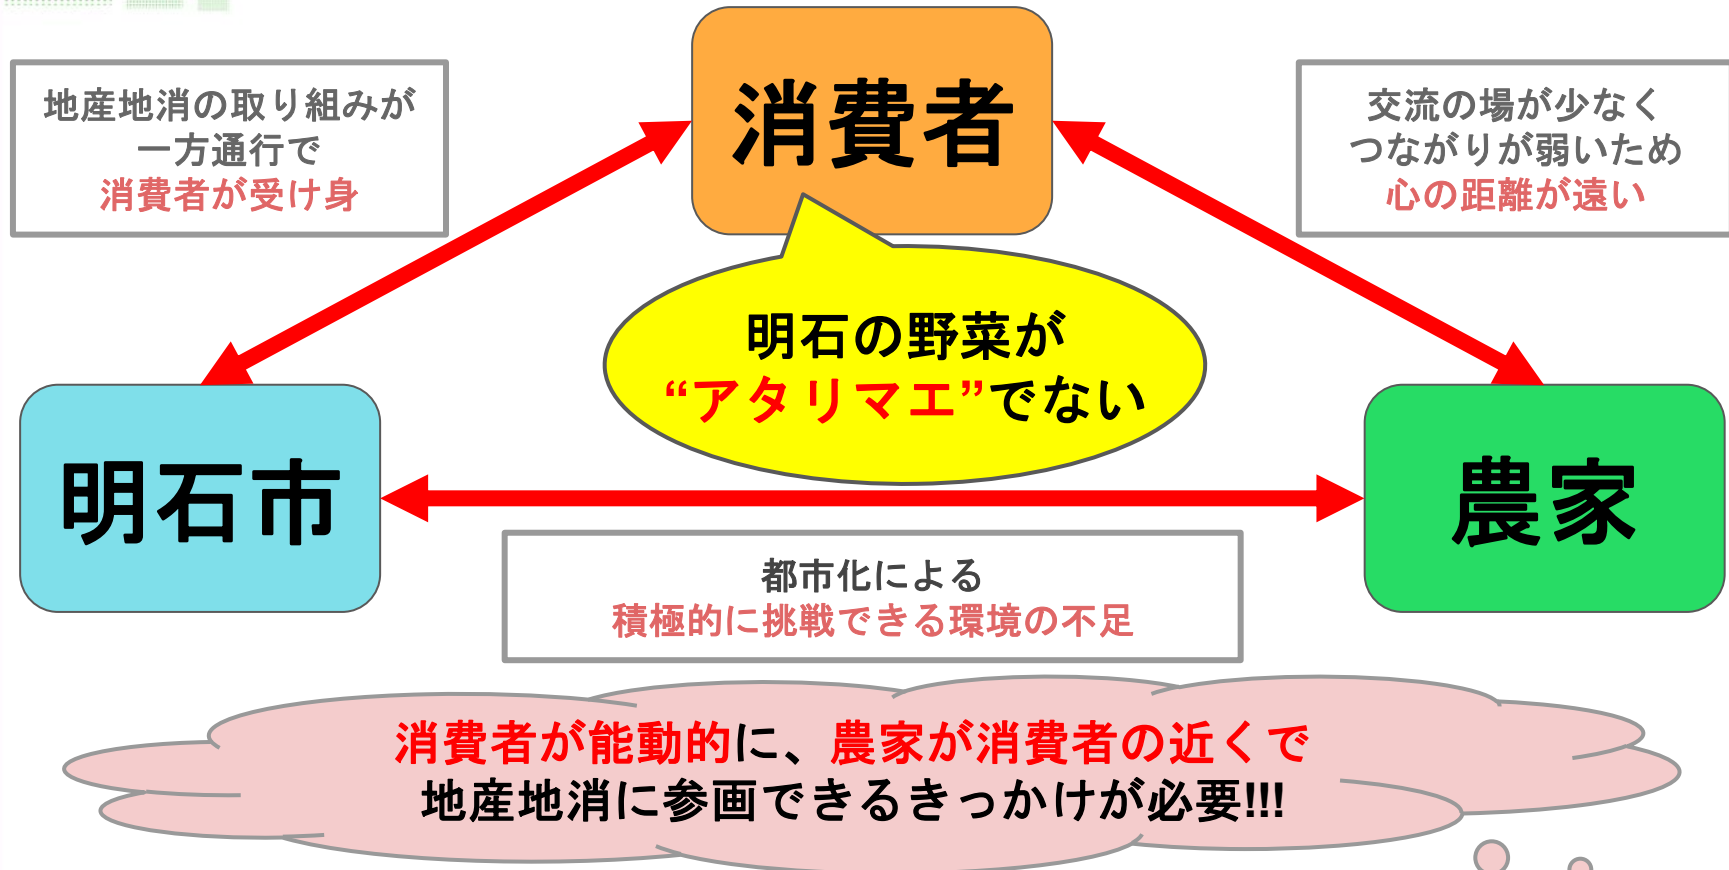 消費者
地産地消の取り組みが
一方通行で
消費者が受け身
交流の場が少なく
つながりが弱いため
心の距離が遠い
明石の野菜が
“アタリマエ”でない
明石市
農家
都市化による
積極的に挑戦できる環境の不足
消費者が能動的に、農家が消費者の近くで
地産地消に参画できるきっかけが必要!!!